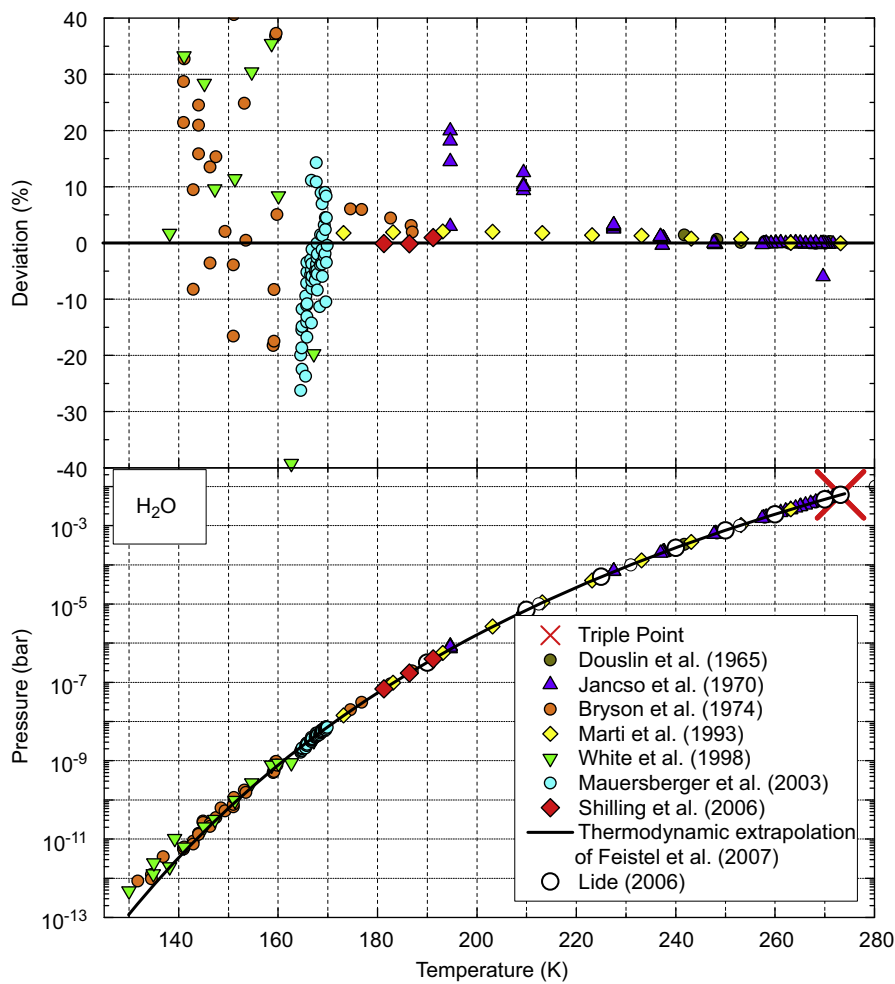 40
30
20
10
0
-10
-20
-30
-40
Deviation (%)
H₂O
10⁻³
10⁻⁵
10⁻⁷
10⁻⁹
10⁻¹¹
10⁻¹³
Pressure (bar)
Triple Point
Douslin et al. (1965)
Jancso et al. (1970)
Bryson et al. (1974)
Marti et al. (1993)
White et al. (1998)
Mauersberger et al. (2003)
Shilling et al. (2006)
Thermodynamic extrapolation
of Feistel et al. (2007)
Lide (2006)
140 160 180 200 220 240 260 280
Temperature (K)